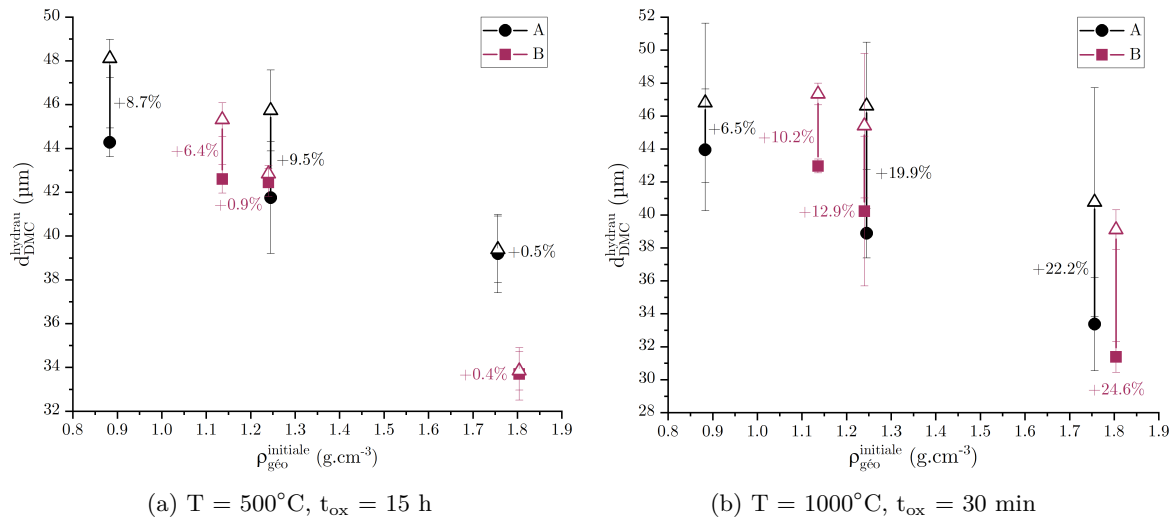 50
48
46
44
42
40
38
36
34
32
0.8 0.9 1.0 1.1 1.2 1.3 1.4 1.5 1.6 1.7 1.8 1.9
d_DMC^hydrau (µm)
ρ_géo^initiale (g.cm⁻³)
A
B
+8.7%
+6.4%
+9.5%
+0.9%
+0.5%
+0.4%
(a) T = 500°C, t_ox = 15 h
52
50
48
46
44
42
40
38
36
34
32
30
28
0.8 0.9 1.0 1.1 1.2 1.3 1.4 1.5 1.6 1.7 1.8 1.9
d_DMC^hydrau (µm)
ρ_géo^initiale (g.cm⁻³)
A
B
+6.5%
+10.2%
+19.9%
+12.9%
+22.2%
+24.6%
(b) T = 1000°C, t_ox = 30 min